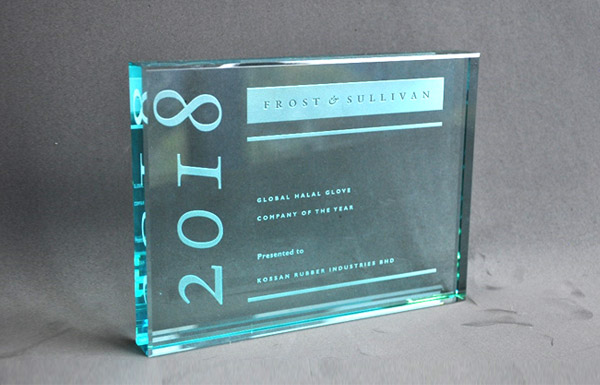 2018
FROST & SULLIVAN
GLOBAL HALAL GLOVE
COMPANY OF THE YEAR
Presented to
KOSSAN RUBBER INDUSTRIES BHD